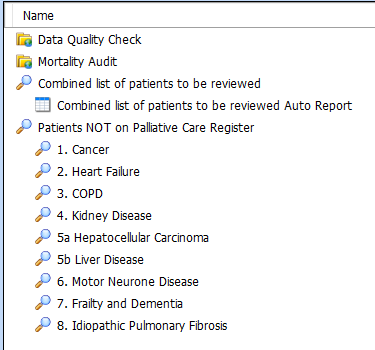 Name
Data Quality Check
Mortality Audit
Combined list of patients to be reviewed
Combined list of patients to be reviewed Auto Report
Patients NOT on Palliative Care Register
1. Cancer
2. Heart Failure
3. COPD
4. Kidney Disease
5a Hepatocellular Carcinoma
5b Liver Disease
6. Motor Neurone Disease
7. Frailty and Dementia
8. Idiopathic Pulmonary Fibrosis